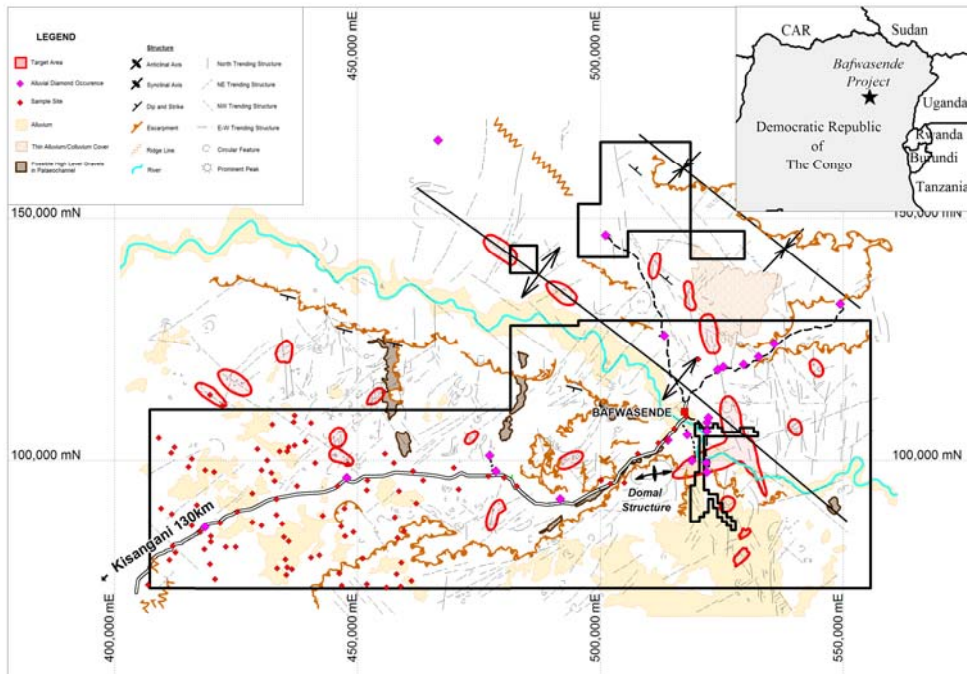 LEGEND
Target Area
Alluvial Diamond Occurence
Sample Site
Alluvium
Thin Alluvium/Colluvium Cover
Possible High Level Gravels
in Palaeochannel
Structure
Anticlinal Axis
Synclinal Axis
Dip and Strike
Escarpment
Ridge Line
River
North Trending Structure
NE Trending Structure
NW Trending Structure
E-W Trending Structure
Circular Feature
Prominent Peak
450,000 mE
500,000 mE
CAR
Sudan
Bafwasende
Project
Uganda
Democratic Republic
of
The Congo
Rwanda
Burundi
Tanzania
150,000 mN
150,000 mN
BAFWASENDE
100,000 mN
100,000 mN
Domal
Structure
Kisangani 130km
400,000 mE
450,000 mE
500,000 mE
550,000 mE